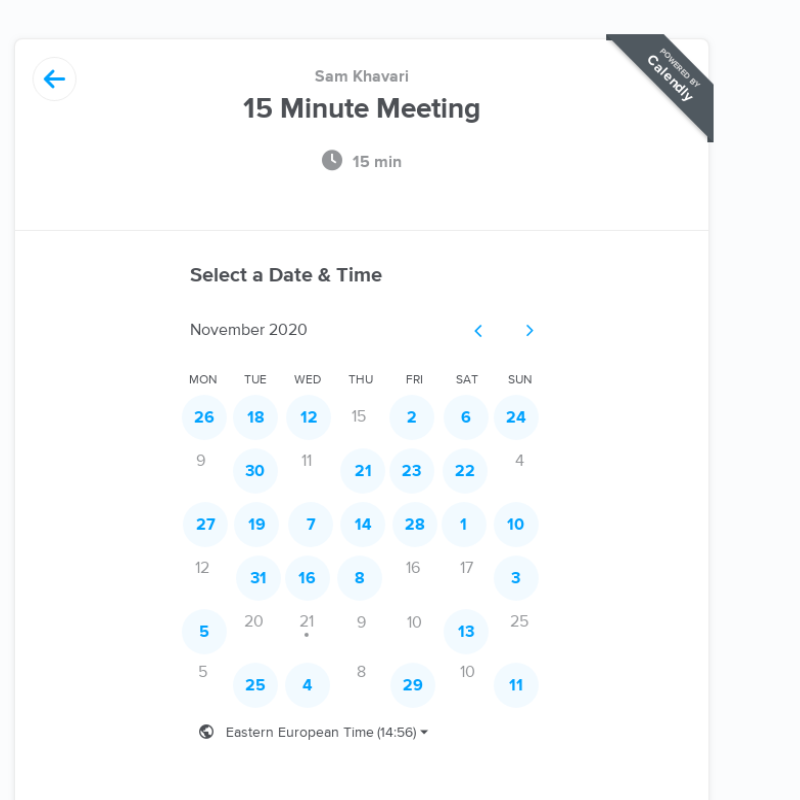 POWERED BY
Calendly
Sam Khavari
15 Minute Meeting
15 min
Select a Date & Time
November 2020
MON TUE WED THU FRI SAT SUN
26 18 12 15 2 6 24
9 30 11 21 23 22 4
27 19 7 14 28 1 10
12 31 16 8 16 17 3
5 20 21 9 10 13 25
5 25 4 8 29 10 11
Eastern European Time (14:56)